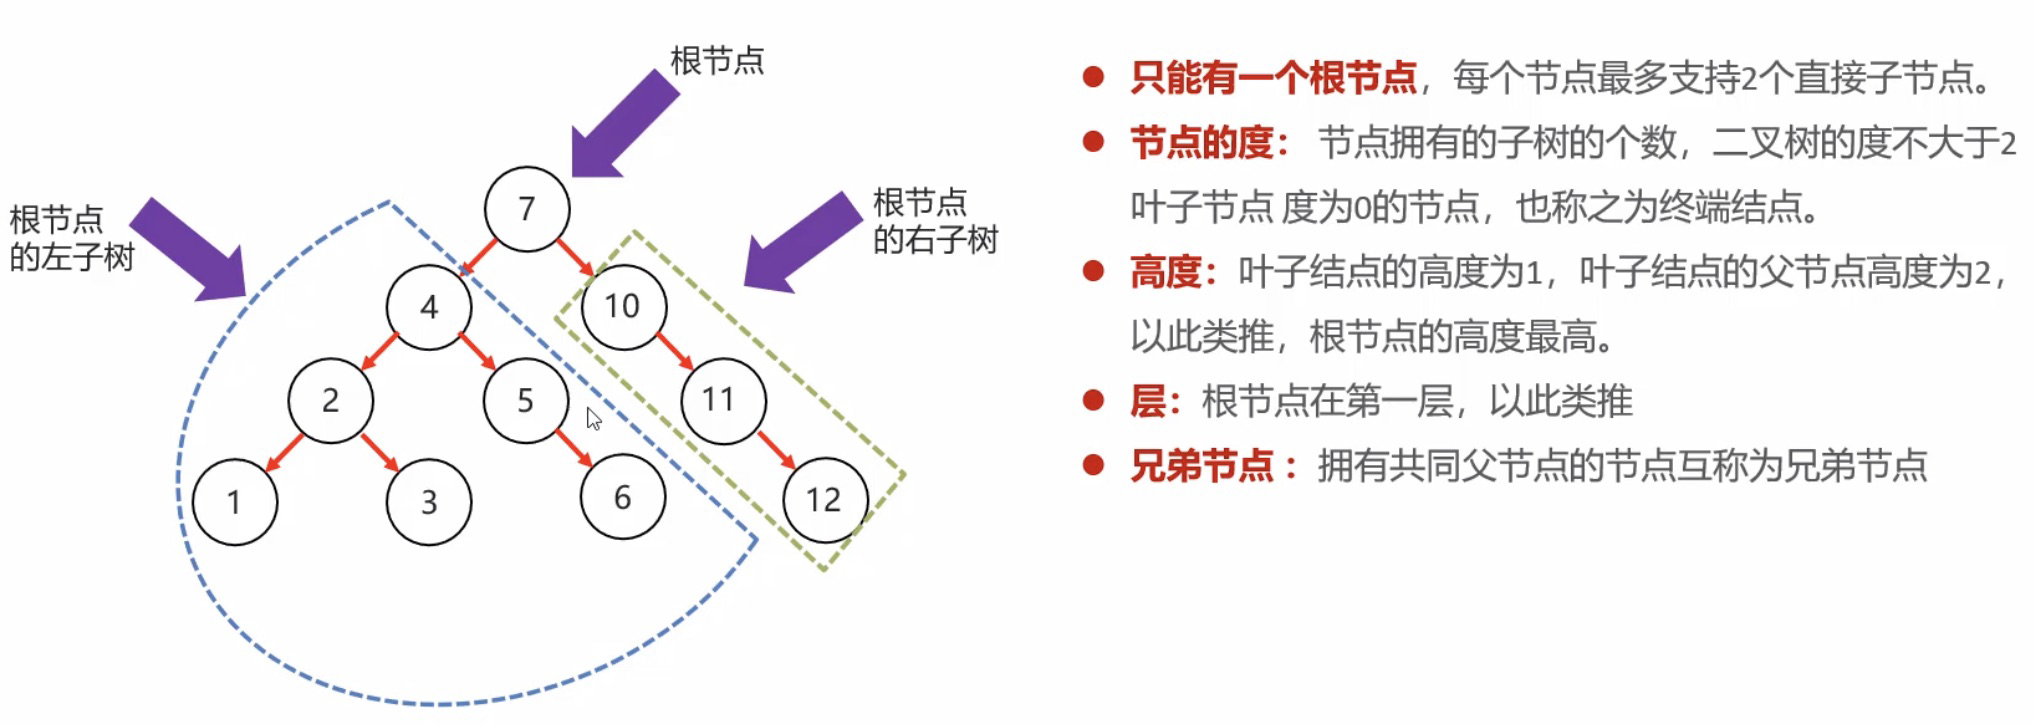 根节点
根节点
的左子树
根节点
的右子树
7
4
10
2
5
11
1
3
6
12
● 只能有一个根节点，每个节点最多支持2个直接子节点。
● 节点的度： 节点拥有的子树的个数，二叉树的度不大于2
叶子节点 度为0的节点，也称之为终端结点。
● 高度：叶子结点的高度为1，叶子结点的父节点高度为2，
以此类推，根节点的高度最高。
● 层：根节点在第一层，以此类推
● 兄弟节点 ：拥有共同父节点的节点互称为兄弟节点